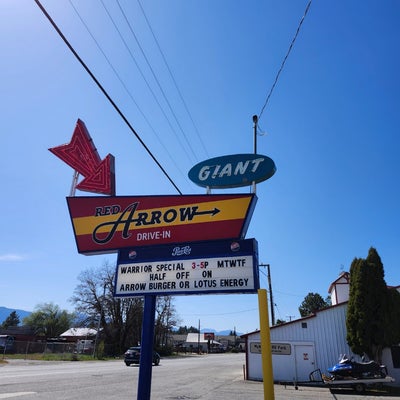 GIANT
RED ARROW
DRIVE-IN
WARRIOR SPECIAL 3-5P MTWTF
HALF OFF ON
ARROW BURGER OR LOTUS ENERGY